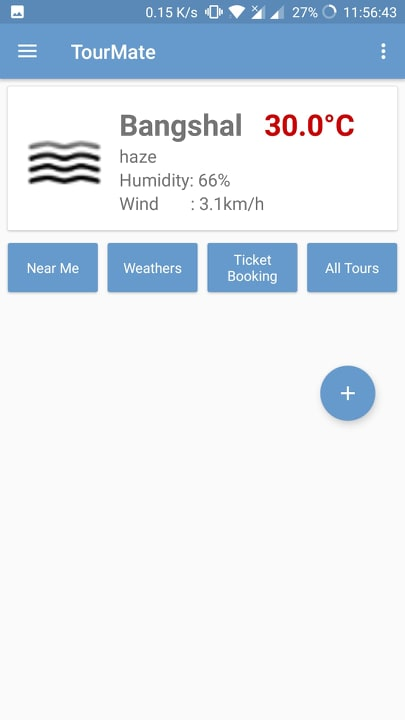 0.15 K/s 27% 11:56:43
TourMate
Bangshal 30.0°C
haze
Humidity: 66%
Wind : 3.1km/h
Near Me Weathers Ticket Booking All Tours
+